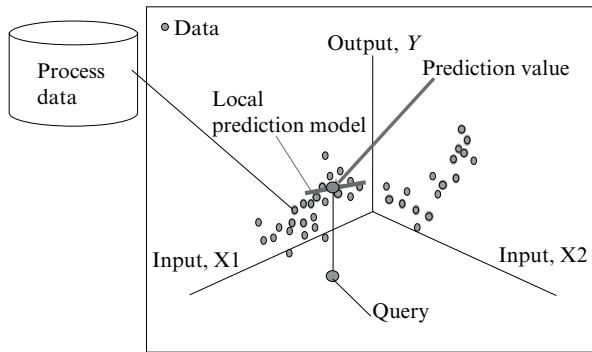 Data
Process
data
Output, Y
Prediction value
Local
prediction model
Input, X1
Input, X2
Query